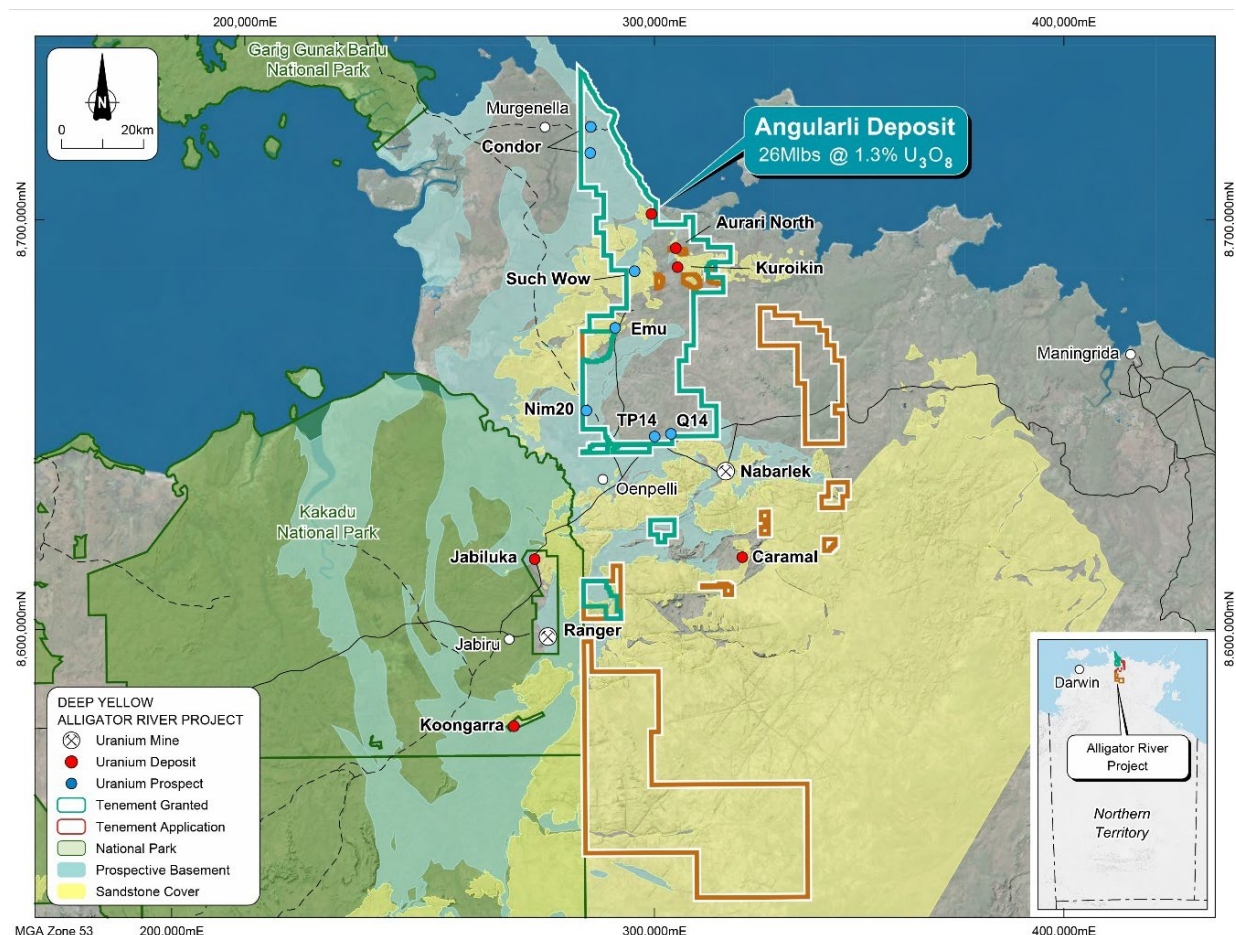 200,000mE
300,000mE
400,000mE
Garig Gunak Barlu
National Park
N
0 20km
Murgenella
Condor
Angularli Deposit
26Mlbs @ 1.3% U₃O₈
8,700,000mN
8,700,000mN
Aurari North
Kuroikin
Such Wow
Emu
Maningrida
Nim20
TP14
Q14
Nabarlek
Oenpelli
Kakadu
National Park
Jabiluka
Caramal
Ranger
Jabiru
8,600,000mN
8,600,000mN
Koongarra
DEEP YELLOW
ALLIGATOR RIVER PROJECT
Uranium Mine
Uranium Deposit
Uranium Prospect
Tenement Granted
Tenement Application
National Park
Prospective Basement
Sandstone Cover
Darwin
Alligator River
Project
Northern
Territory
MGA Zone 53
200,000mE
300,000mE
400,000mE